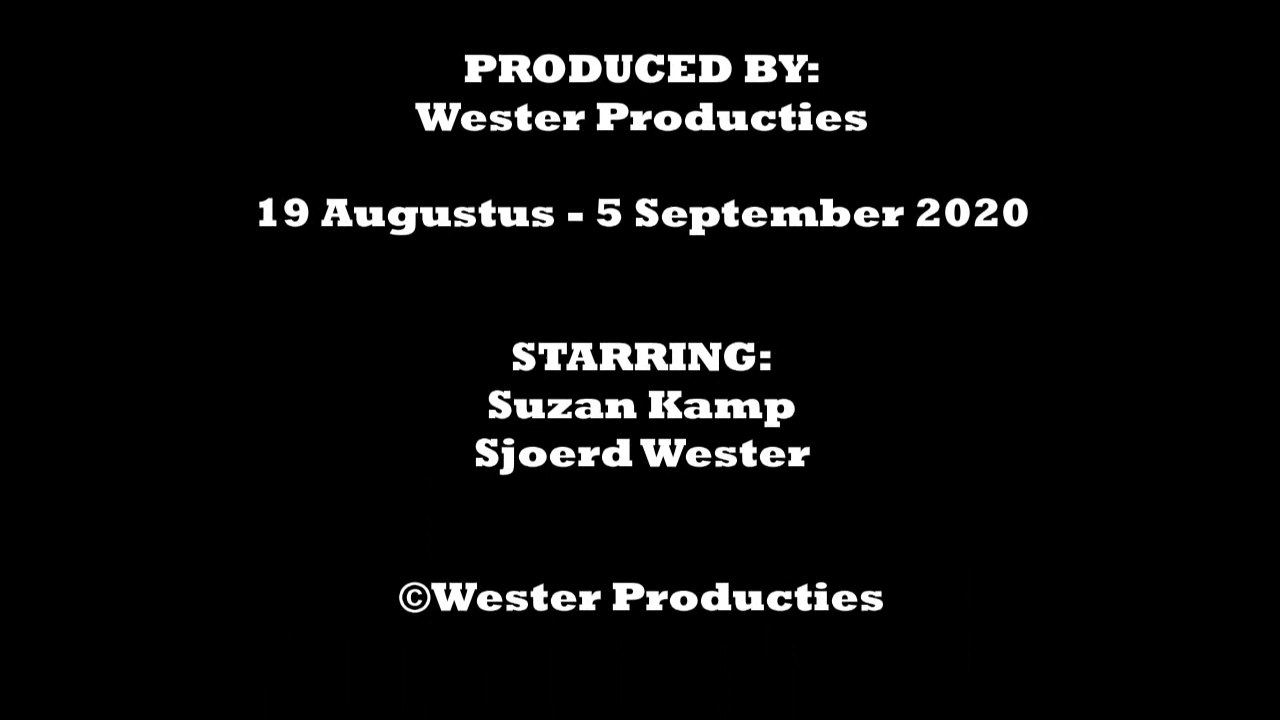 PRODUCED BY:
Wester Producties
19 Augustus - 5 September 2020
STARRING:
Suzan Kamp
Sjoerd Wester
©Wester Producties